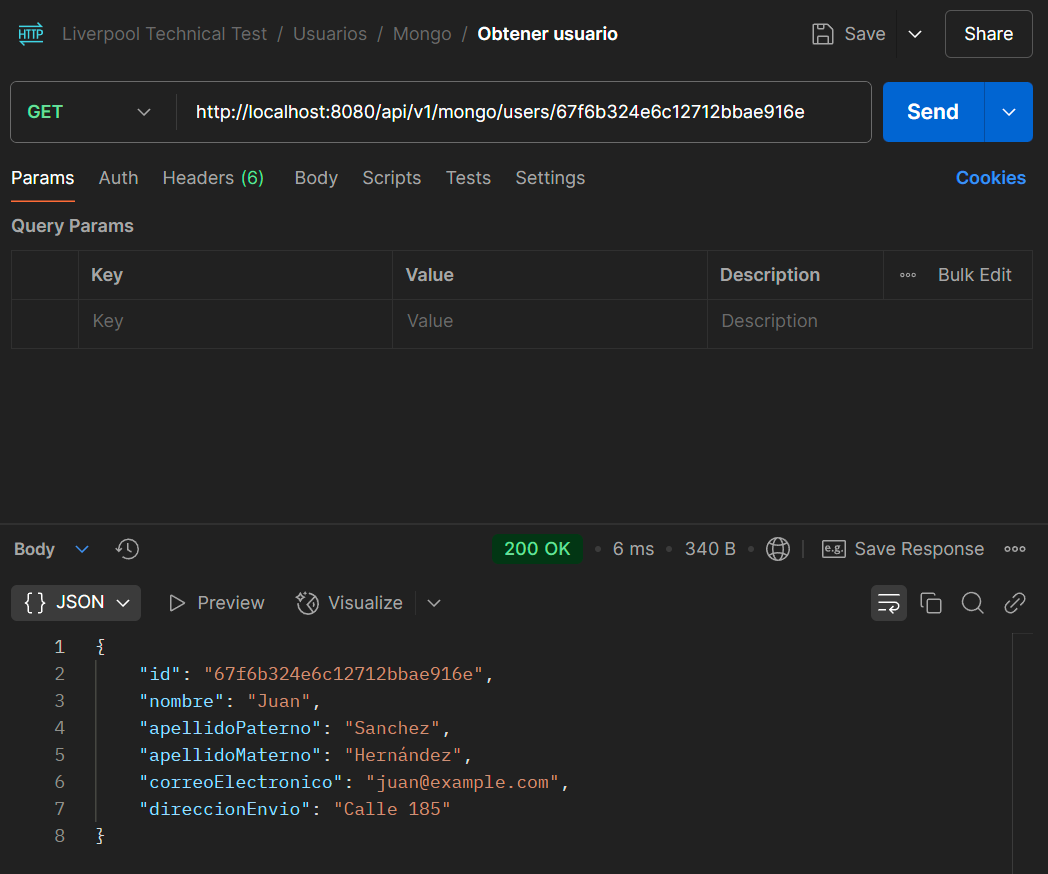 HTTP Liverpool Technical Test / Usuarios / Mongo / Obtener usuario Save Share
GET http://localhost:8080/api/v1/mongo/users/67f6b324e6c12712bbae916e Send
Params Auth Headers (6) Body Scripts Tests Settings Cookies
Query Params
Key Value Description Bulk Edit
Key Value Description
Body 200 OK • 6 ms • 340 B • e.g. Save Response
{} JSON Preview Visualize
1 {
2 "id": "67f6b324e6c12712bbae916e",
3 "nombre": "Juan",
4 "apellidoPaterno": "Sanchez",
5 "apellidoMaterno": "Hernández",
6 "correoElectronico": "juan@example.com",
7 "direccionEnvio": "Calle 185"
8 }